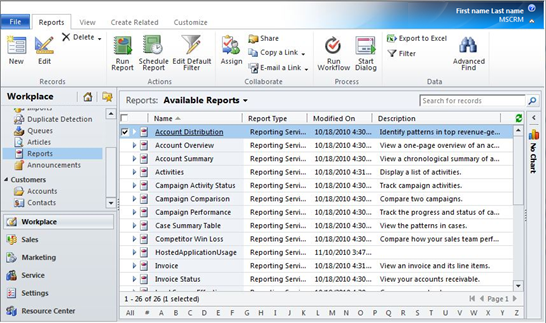 First name Last name
MSCRM
File Reports View Create Related Customize
New Edit Delete
Run Report Schedule Report Edit Default Filter
Assign Share Copy a Link E-mail a Link
Run Workflow Start Dialog
Export to Excel Filter Advanced Find
Records Actions Collaborate Process Data
Workplace
Imports
Duplicate Detection
Queues
Articles
Reports
Announcements
Customers
Accounts
Contacts
Workplace
Sales
Marketing
Service
Settings
Resource Center
Reports: Available Reports
Search for records
Name Report Type Modified On Description
Account Distribution Reporting Servi... 10/18/2010 4:30... Identify patterns in top revenue-ge...
Account Overview Reporting Servi... 10/18/2010 4:30... View a one-page overview of an ac...
Account Summary Reporting Servi... 10/18/2010 4:30... View a chronological summary of a...
Activities Reporting Servi... 10/18/2010 4:31... Display a list of activities.
Campaign Activity Status Reporting Servi... 10/18/2010 4:30... Track campaign activities.
Campaign Comparison Reporting Servi... 10/18/2010 4:30... Compare two campaigns.
Campaign Performance Reporting Servi... 10/18/2010 4:30... Track the progress and status of ca...
Case Summary Table Reporting Servi... 10/18/2010 4:30... View the patterns in cases.
Competitor Win Loss Reporting Servi... 10/18/2010 4:30... Compare how your sales team perf...
HostedApplicationUsage Reporting Servi... 11/10/2010 3:47...
Invoice Reporting Servi... 10/18/2010 4:31... View an invoice and its line items.
Invoice Status Reporting Servi... 10/18/2010 4:30... View your accounts receivable.
1 - 26 of 26 (1 selected) Page 1
All # A B C D E F G H I J K L M N O P Q R S T U V W X Y Z
No Chart